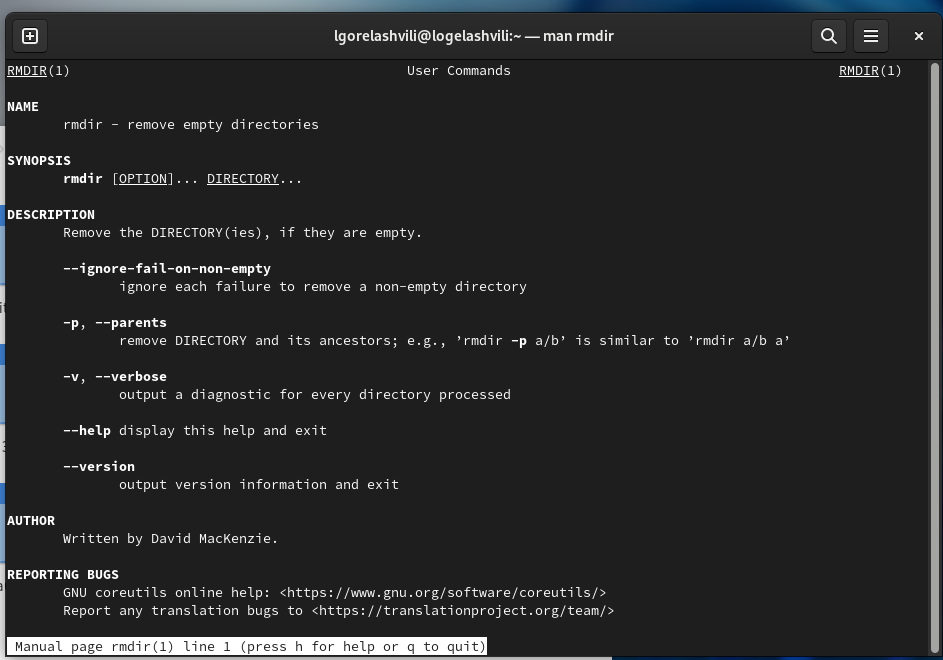 lgorelashvili@logelashvili:~ — man rmdir
RMDIR(1) User Commands RMDIR(1)
NAME
rmdir - remove empty directories
SYNOPSIS
rmdir [OPTION]... DIRECTORY...
DESCRIPTION
Remove the DIRECTORY(ies), if they are empty.
--ignore-fail-on-non-empty
ignore each failure to remove a non-empty directory
-p, --parents
remove DIRECTORY and its ancestors; e.g., ’rmdir -p a/b’ is similar to ’rmdir a/b a’
-v, --verbose
output a diagnostic for every directory processed
--help display this help and exit
--version
output version information and exit
AUTHOR
Written by David MacKenzie.
REPORTING BUGS
GNU coreutils online help: <https://www.gnu.org/software/coreutils/>
Report any translation bugs to <https://translationproject.org/team/>
Manual page rmdir(1) line 1 (press h for help or q to quit)